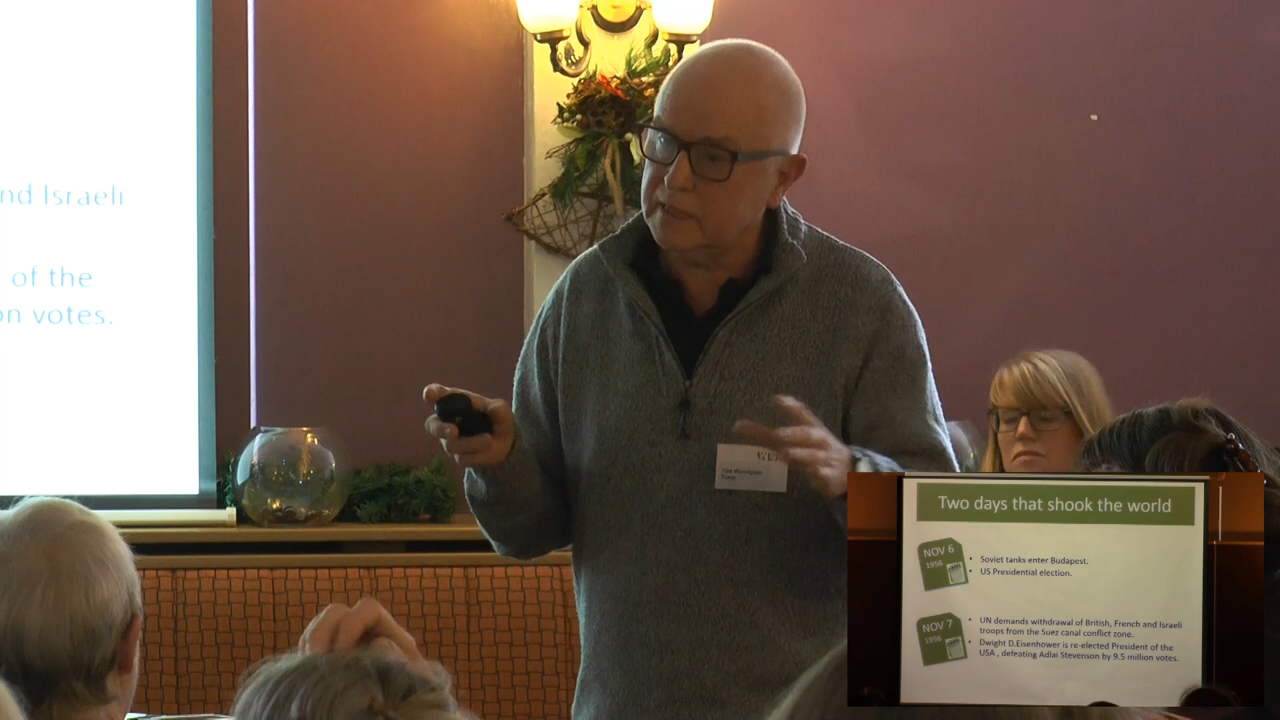 nd Israeli
of the
on votes.
Two days that shook the world
NOV 6
1956
• Soviet tanks enter Budapest.
• US Presidential election.
NOV 7
1956
• UN demands withdrawal of British, French and Israeli
troops from the Suez canal conflict zone.
• Dwight D.Eisenhower is re-elected President of the
USA , defeating Adlai Stevenson by 9.5 million votes.